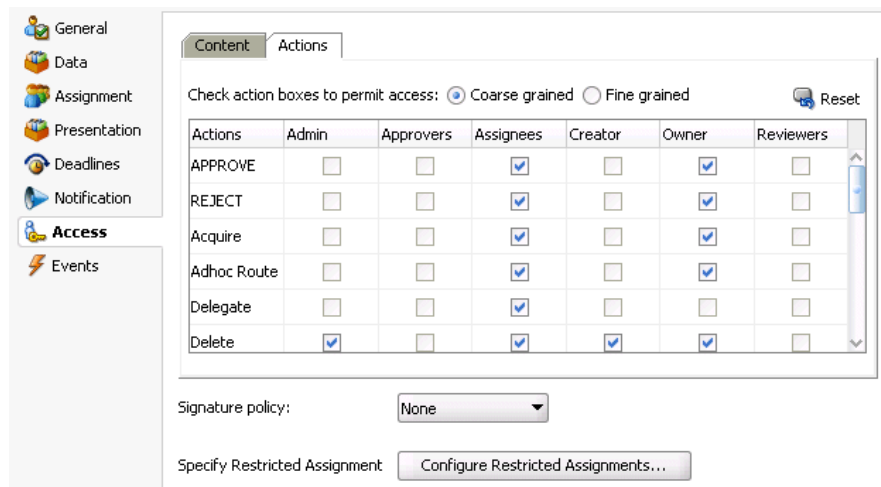 General
Data
Assignment
Presentation
Deadlines
Notification
Access
Events
Content Actions
Check action boxes to permit access: Coarse grained Fine grained Reset
Actions Admin Approvers Assignees Creator Owner Reviewers
APPROVE
REJECT
Acquire
Adhoc Route
Delegate
Delete
Signature policy: None
Specify Restricted Assignment Configure Restricted Assignments...